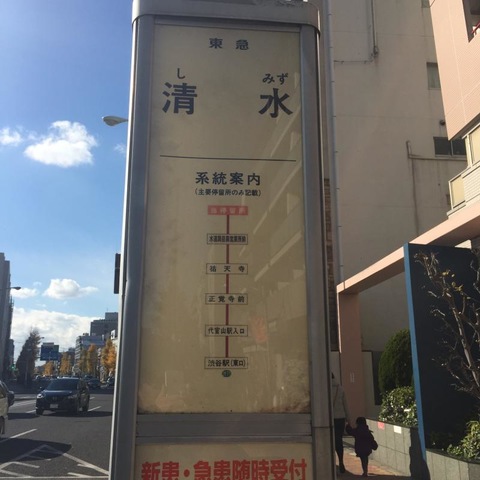 東急
し みず
清水
系統案内
(主要停留所のみ記載)
祐天寺
正覚寺前
代官山駅入口
渋谷駅(東口)
新患・急患随時受付